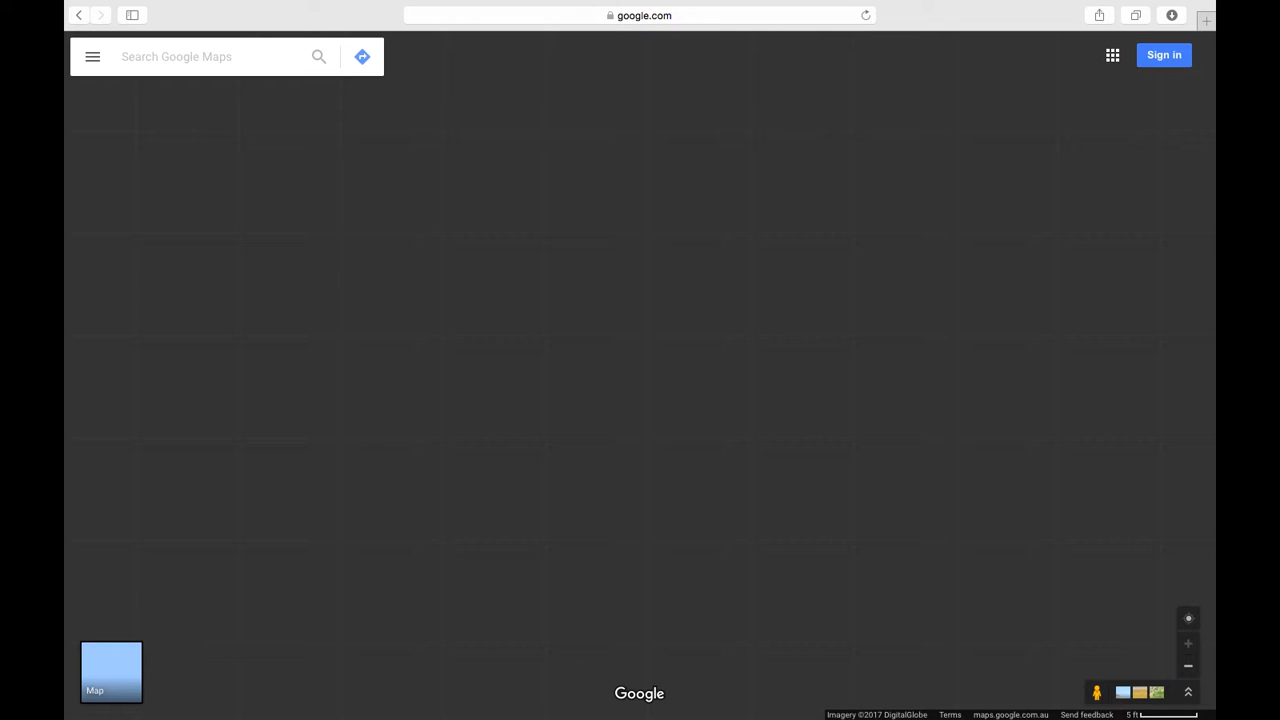 google.com
Search Google Maps
Sign in
Map
Google
Imagery ©2017 DigitalGlobe Terms maps.google.com.au Send feedback 5 ft